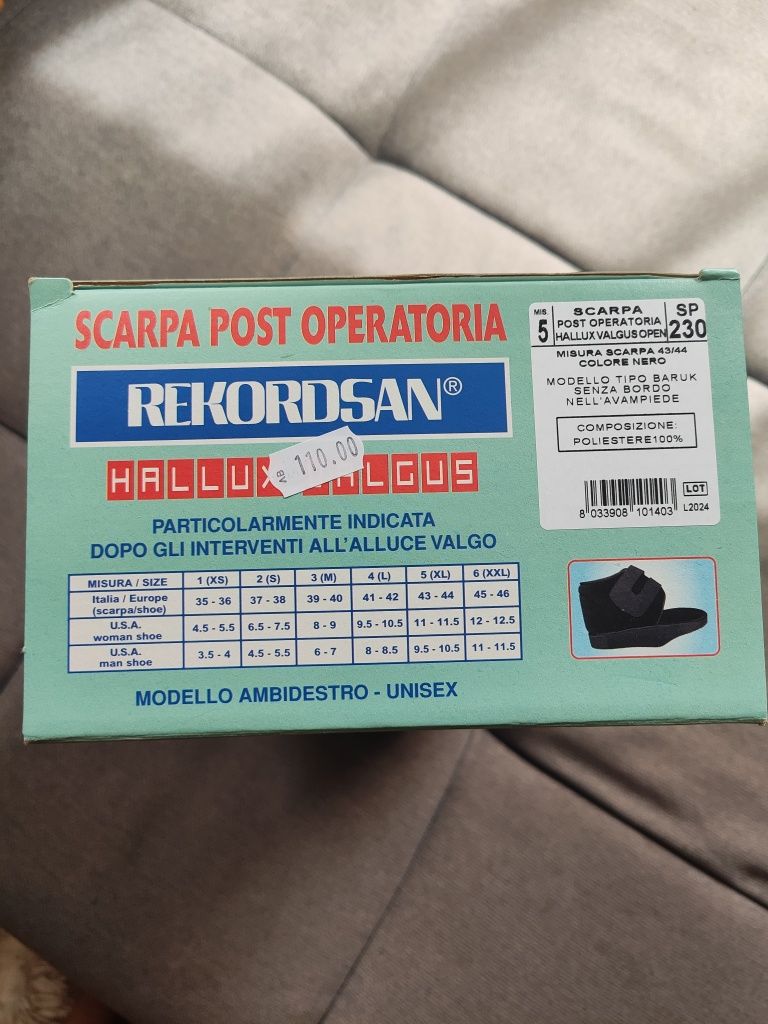 SCARPA POST OPERATORIA
REKORDSAN®
HALLUX VALGUS
AB 110.00
PARTICOLARMENTE INDICATA
DOPO GLI INTERVENTI ALL'ALLUCE VALGO
MISURA / SIZE 1 (XS) 2 (S) 3 (M) 4 (L) 5 (XL) 6 (XXL)
Italia / Europe (scarpa/shoe) 35 - 36 37 - 38 39 - 40 41 - 42 43 - 44 45 - 46
U.S.A. woman shoe 4.5 - 5.5 6.5 - 7.5 8 - 9 9.5 - 10.5 11 - 11.5 12 - 12.5
U.S.A. man shoe 3.5 - 4 4.5 - 5.5 6 - 7 8 - 8.5 9.5 - 10.5 11 - 11.5
MODELLO AMBIDESTRO - UNISEX
MIS. 5
SCARPA
POST OPERATORIA
HALLUX VALGUS OPEN
SP 230
MISURA SCARPA 43/44
COLORE NERO
MODELLO TIPO BARUK
SENZA BORDO
NELL'AVAMPIEDE
COMPOSIZIONE:
POLIESTERE100%
8 033908 101403
LOT
L2024